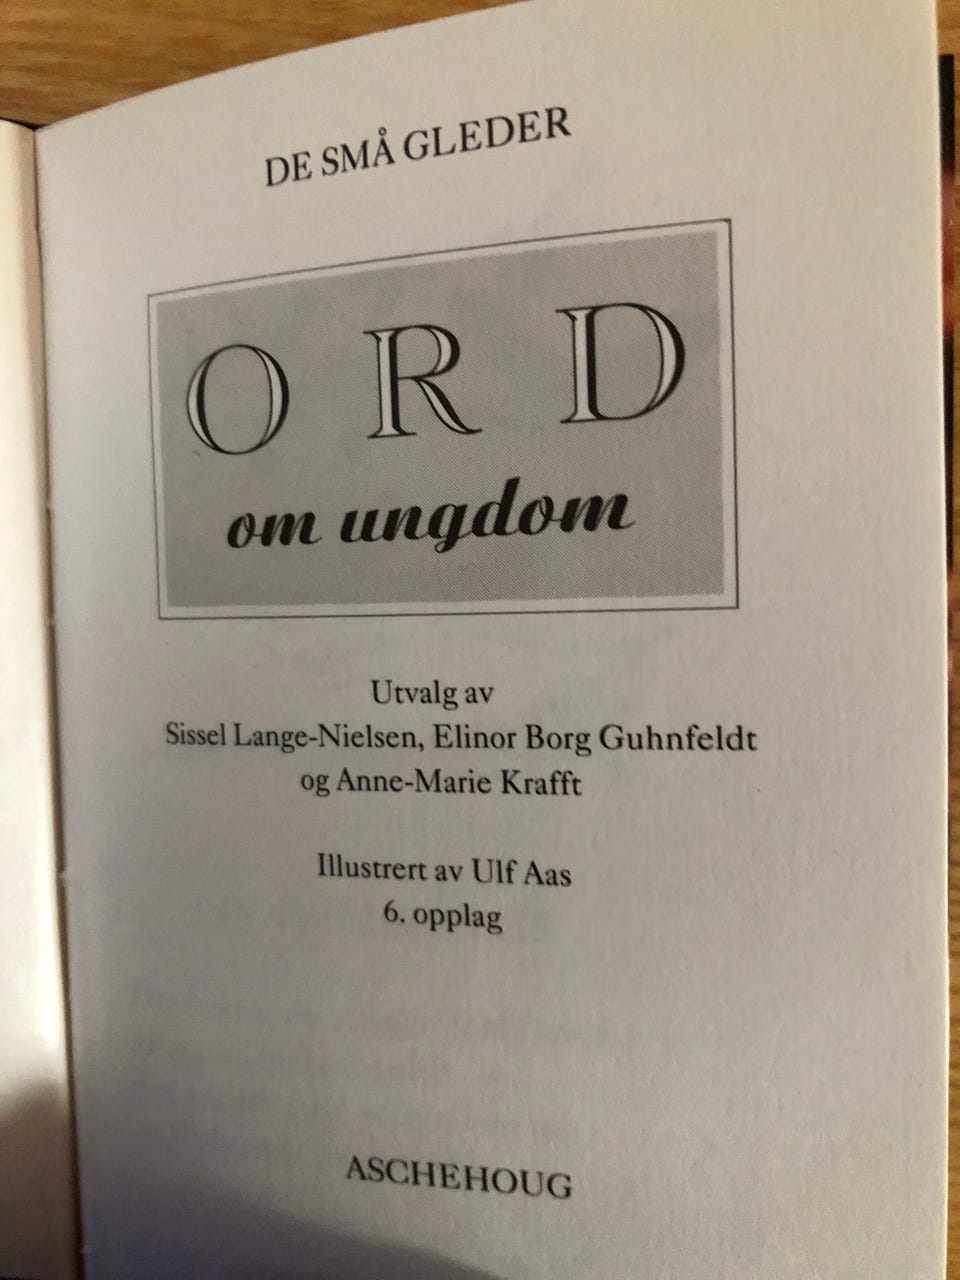 DE SMÅ GLEDER
ORD
om ungdom
Utvalg av
Sissel Lange-Nielsen, Elinor Borg Guhnfeldt
og Anne-Marie Krafft
Illustrert av Ulf Aas
6. opplag
ASCHEHOUG